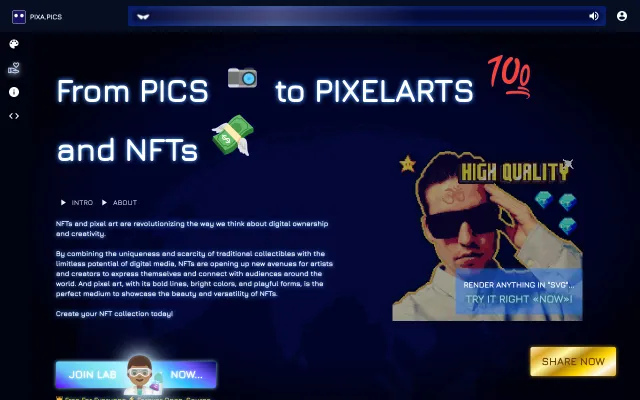 PIXA.PICS
From PICS to PIXELARTS
and NFTs
INTRO
ABOUT
NFTs and pixel art are revolutionizing the way we think about digital ownership
and creativity.
By combining the uniqueness and scarcity of traditional collectibles with the
limitless potential of digital media, NFTs are opening up new avenues for artists
and creators to express themselves and connect with audiences around the
world. And pixel art, with its bold lines, bright colors, and playful forms, is the
perfect medium to showcase the beauty and versatility of NFTs.
Create your NFT collection today!
HIGH QUALITY
RENDER ANYTHING IN "SVG"...
TRY IT RIGHT «NOW»!
JOIN LAB NOW...
SHARE NOW